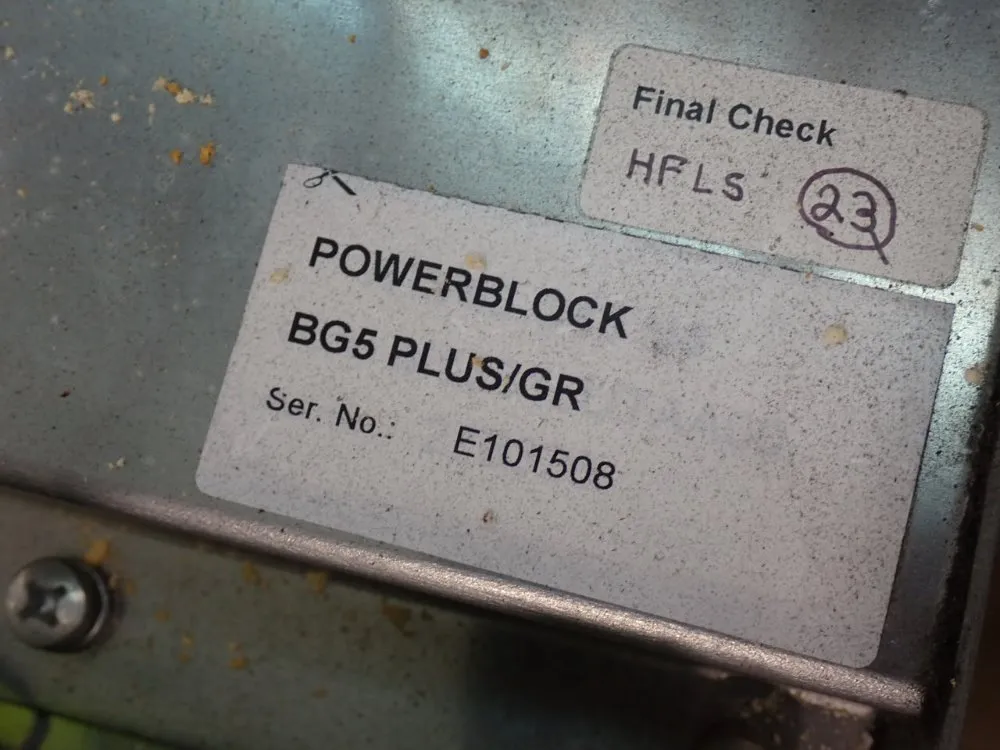 Final Check
HFLS 23
POWERBLOCK
BG5 PLUS/GR
Ser. No.: E101508